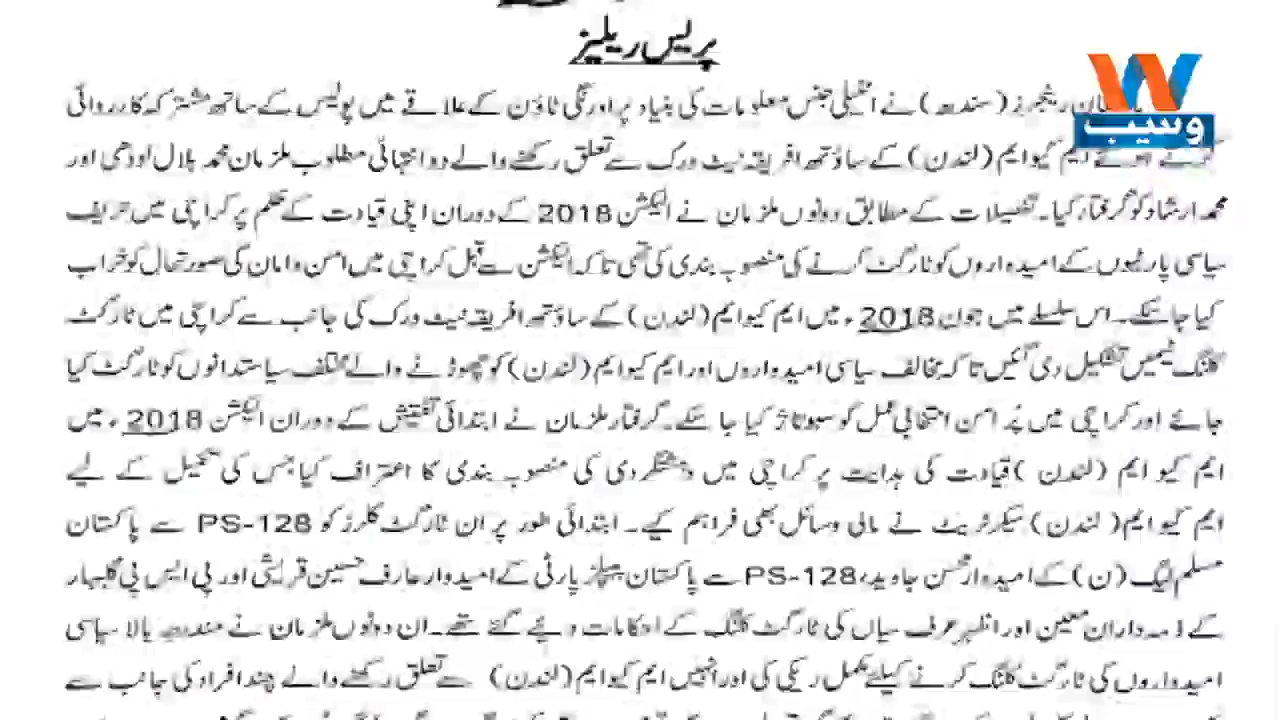 پریس ریلیز
وسیب
رینجرز (سندھ) نے انٹیلی جنس معلومات کی بنیاد پر اورنگی ٹاؤن کے علاقے میں پولیس کے ساتھ مشترکہ کارروائی
ایم کیو ایم (لندن) کے ساؤتھ افریقہ نیٹ ورک سے تعلق رکھنے والے دو انتہائی مطلوب ملزمان محمد بلال لودھی اور
محمد ارشاد کو گرفتار کیا۔ تفصیلات کے مطابق دونوں ملزمان نے الیکشن 2018 کے دوران اپنی قیادت کے حکم پر کراچی میں حریف
سیاسی پارٹیوں کے امیدواروں کو ٹارگٹ کرنے کی منصوبہ بندی کی تھی تاکہ الیکشن سے قبل کراچی میں امن و امان کی صورتحال کو خراب
کیا جا سکے۔ اس سلسلے میں جون 2018ء میں ایم کیو ایم (لندن) کے ساؤتھ افریقہ نیٹ ورک کی جانب سے کراچی میں ٹارگٹ
کلنگ ٹیمیں تشکیل دی گئیں تاکہ مخالف سیاسی امیدواروں اور ایم کیو ایم (لندن) کو چھوڑنے والے مختلف سیاستدانوں کو ٹارگٹ کیا
جائے اور کراچی میں پُر امن انتخابی عمل کو سبوتاژ کیا جا سکے۔ گرفتار ملزمان نے ابتدائی تفتیش کے دوران الیکشن 2018ء میں
ایم کیو ایم (لندن) قیادت کی ہدایت پر کراچی میں دہشتگردی کی منصوبہ بندی کا اعتراف کیا جس کی تکمیل کے لیے
ایم کیو ایم (لندن) سیکرٹریٹ نے مالی وسائل بھی فراہم کیے۔ ابتدائی طور پر ان ٹارگٹ کلرز کو PS-128 سے پاکستان
مسلم لیگ (ن) کے امیدوار محسن جاوید، PS-128 سے پاکستان پیپلز پارٹی کے امیدوار عارف حسین قریشی اور پی ایس پی گلبہار
کے ذمہ داران معین اور اظہر عرف میاں کی ٹارگٹ کلنگ کے احکامات دیئے گئے تھے۔ ان دونوں ملزمان نے مندرجہ بالا سیاسی
امیدواروں کی ٹارگٹ کلنگ کرنے کیلئے مکمل ریکی کی اور انہیں ایم کیو ایم (لندن) سے تعلق رکھنے والے چند افراد کی جانب سے